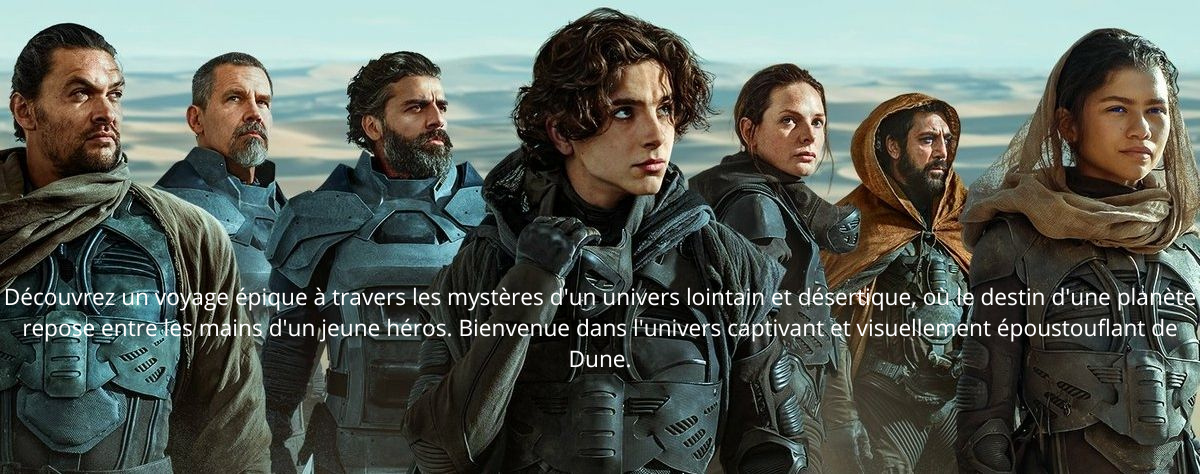 Découvrez un voyage épique à travers les mystères d'un univers lointain et désertique, où le destin d'une planète
repose entre les mains d'un jeune héros. Bienvenue dans l'univers captivant et visuellement époustouflant de
Dune.